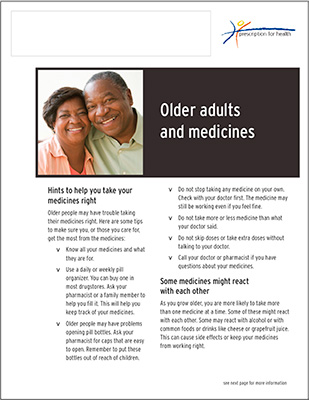 prescription for health
Older adults
and medicines
Hints to help you take your
medicines right
Older people may have trouble taking
their medicines right. Here are some tips
to make sure you, or those you care for,
get the most from the medicines:
v Know all your medicines and what
they are for.
v Use a daily or weekly pill
organizer. You can buy one in
most drugstores. Ask your
pharmacist or a family member to
help you fill it. This will help you
keep track of your medicines.
v Older people may have problems
opening pill bottles. Ask your
pharmacist for caps that are easy
to open. Remember to put these
bottles out of reach of children.
v Do not stop taking any medicine on your own.
Check with your doctor first. The medicine may
still be working even if you feel fine.
v Do not take more or less medicine than what
your doctor said.
v Do not skip doses or take extra doses without
talking to your doctor.
v Call your doctor or pharmacist if you have
questions about your medicines.
Some medicines might react
with each other
As you grow older, you are more likely to take more
than one medicine at a time. Some of these might react
with each other. Some may react with alcohol or with
common foods or drinks like cheese or grapefruit juice.
This can cause side effects or keep your medicines
from working right.
see next page for more information